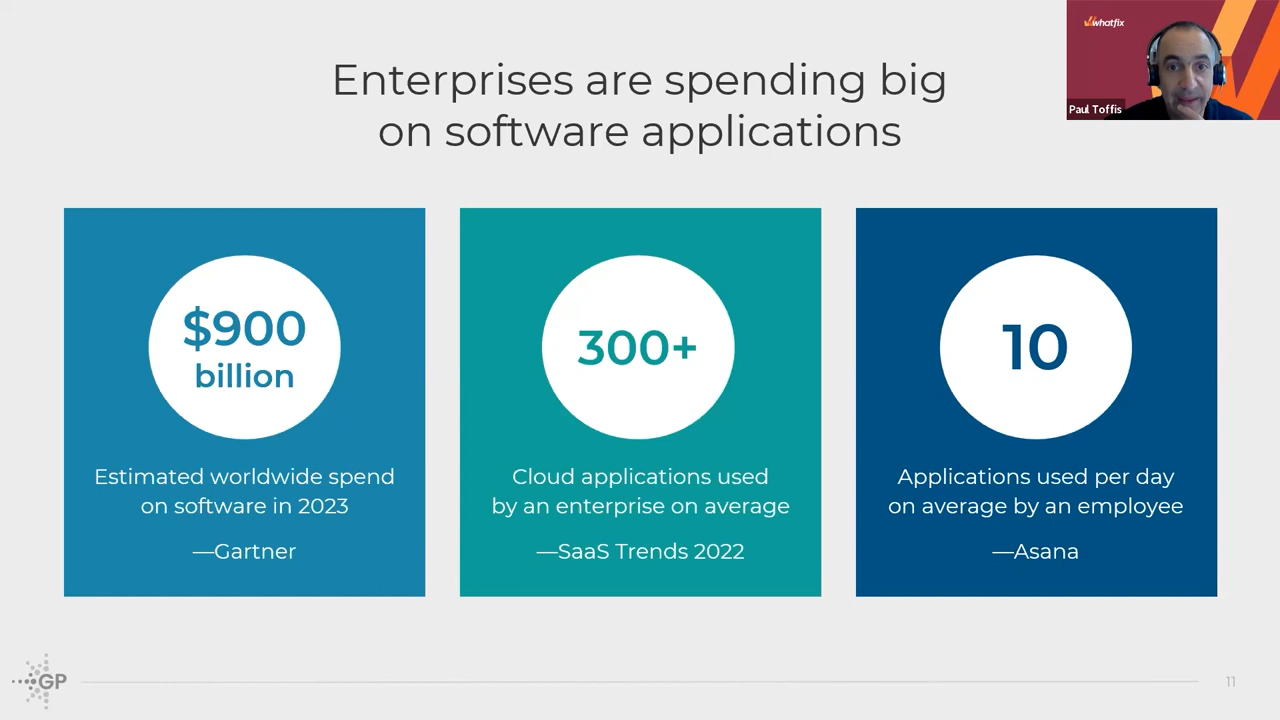 whatfix
Paul Toffis
Enterprises are spending big
on software applications
$900
billion
Estimated worldwide spend
on software in 2023
—Gartner
300+
Cloud applications used
by an enterprise on average
—SaaS Trends 2022
10
Applications used per day
on average by an employee
—Asana
GP
11